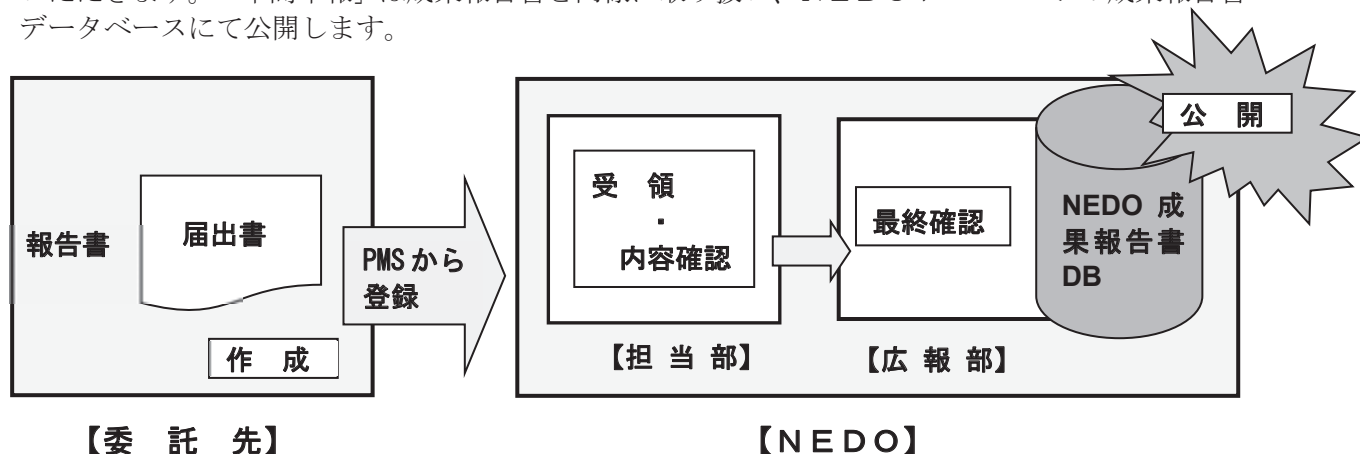 データベースにて公開します。
公 開
報告書
届出書
作 成
PMSから
登録
受 領
・
内容確認
最終確認
NEDO 成
果報告書
DB
【担 当 部】
【広 報 部】
【委 託 先】
【NEDO】